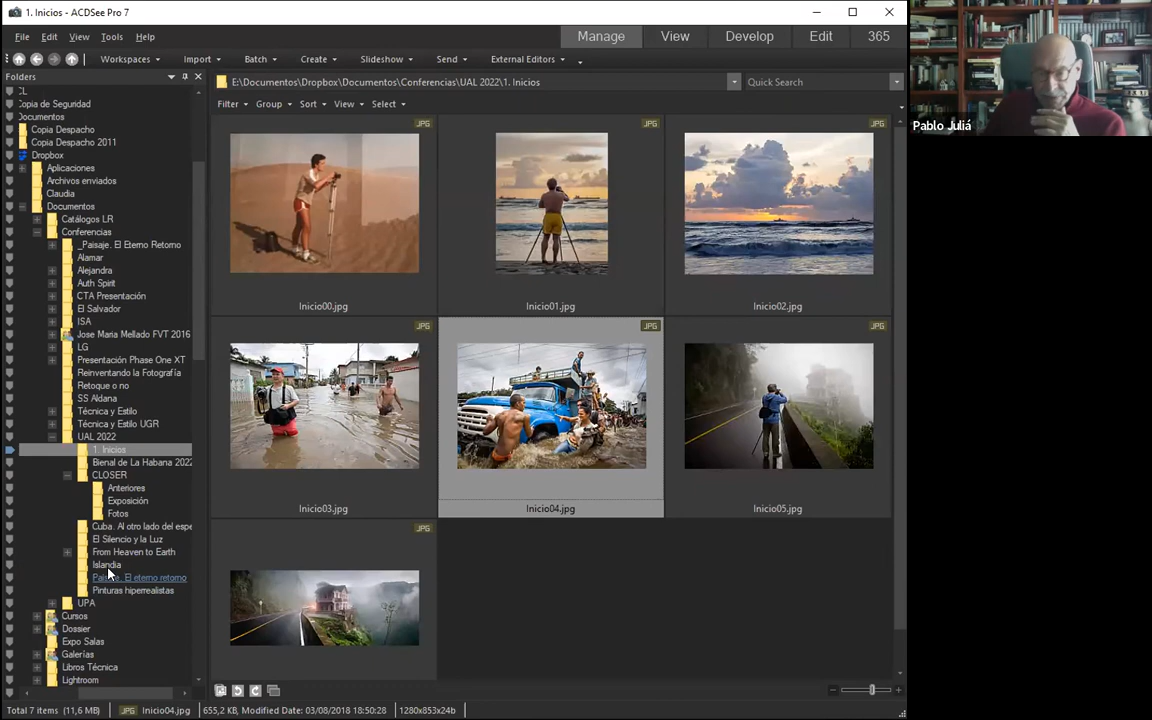 1. Inicios - ACDSee Pro 7
File Edit View Tools Help
Manage View Develop Edit 365
Workspaces Import Batch Create Slideshow Send External Editors
Folders
E:\Documentos\Dropbox\Documentos\Conferencias\UAL 2022\1. Inicios
Quick Search
Filter Group Sort View Select
CL
Copia de Seguridad
Documentos
Copia Despacho
Copia Despacho 2011
Dropbox
Aplicaciones
Archivos enviados
Claudia
Documentos
Catálogos LR
Conferencias
_Paisaje. El Eterno Retorno
Alamar
Alejandra
Auth Spirit
CTA Presentación
El Salvador
ISA
Jose Maria Mellado FVT 2016
LG
Presentación Phase One XT
Reinventando la Fotografía
Retoque o no
SS Aldana
Técnica y Estilo
Técnica y Estilo UGR
UAL 2022
1. Inicios
Bienal de La Habana 2022
CLOSER
Anteriores
Exposición
Fotos
Cuba. Al otro lado del espe
El Silencio y la Luz
From Heaven to Earth
Islandia
Paisaje. El eterno retorno
Pinturas hiperrealistas
UPA
Cursos
Dossier
Expo Salas
Galerías
Libros Técnica
Lightroom
JPG JPG JPG
Inicio00.jpg Inicio01.jpg Inicio02.jpg
JPG JPG JPG
Inicio03.jpg Inicio04.jpg Inicio05.jpg
JPG
Total 7 items (11,6 MB) JPG Inicio04.jpg 655,2 KB, Modified Date: 03/08/2018 18:50:28 1280x853x24b
Pablo Juliá